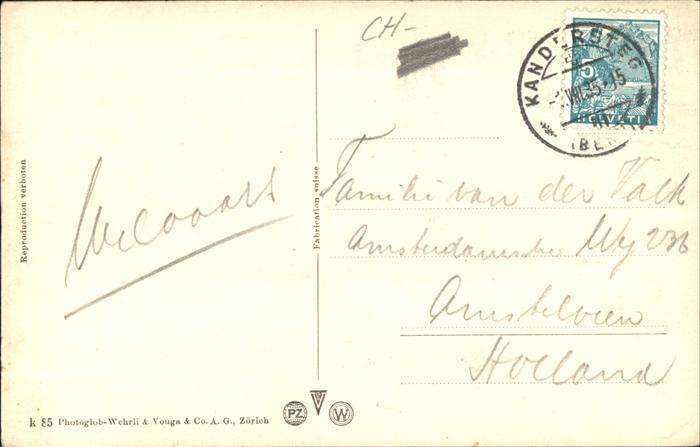 CH-
KANDERSTEG
5
HELVETIA
(BERN)
Reproduction verboten
Fabrication suisse
Familie van der Valk
Amsterdamsche Weg 236
Amstelveen
Holland
k 85 Photoglob-Wehrli & Vouga & Co. A. G., Zürich
PZ
W